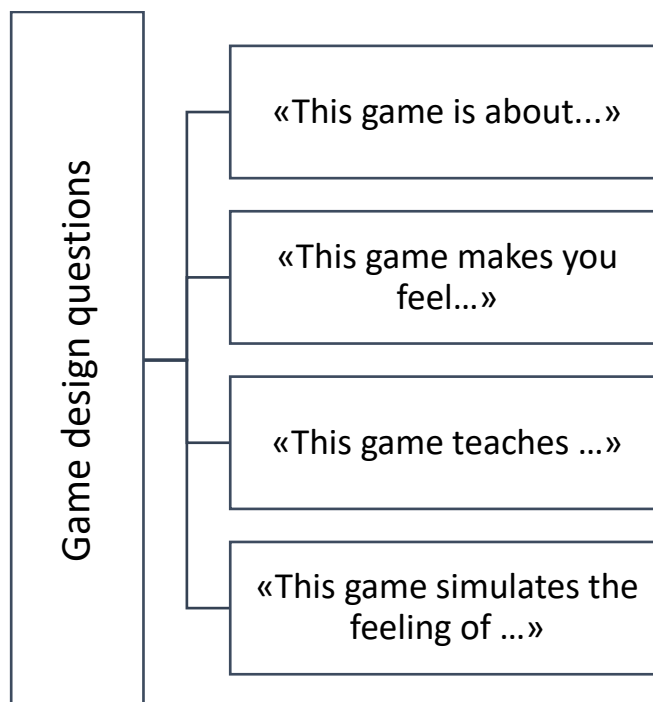 Game design questions
«This game is about...»
«This game makes you
feel…»
«This game teaches …»
«This game simulates the
feeling of …»